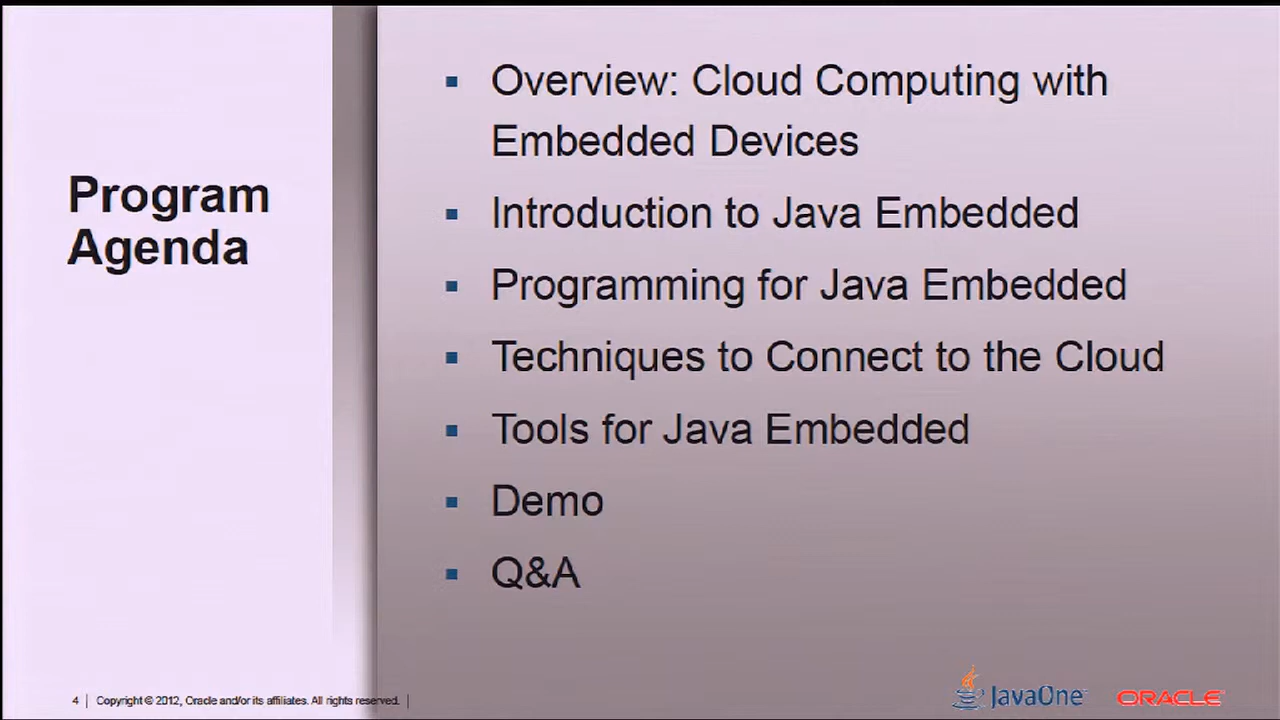 Program
Agenda
▪ Overview: Cloud Computing with
Embedded Devices
▪ Introduction to Java Embedded
▪ Programming for Java Embedded
▪ Techniques to Connect to the Cloud
▪ Tools for Java Embedded
▪ Demo
▪ Q&A
4 | Copyright © 2012, Oracle and/or its affiliates. All rights reserved. |
JavaOne™
ORACLE®